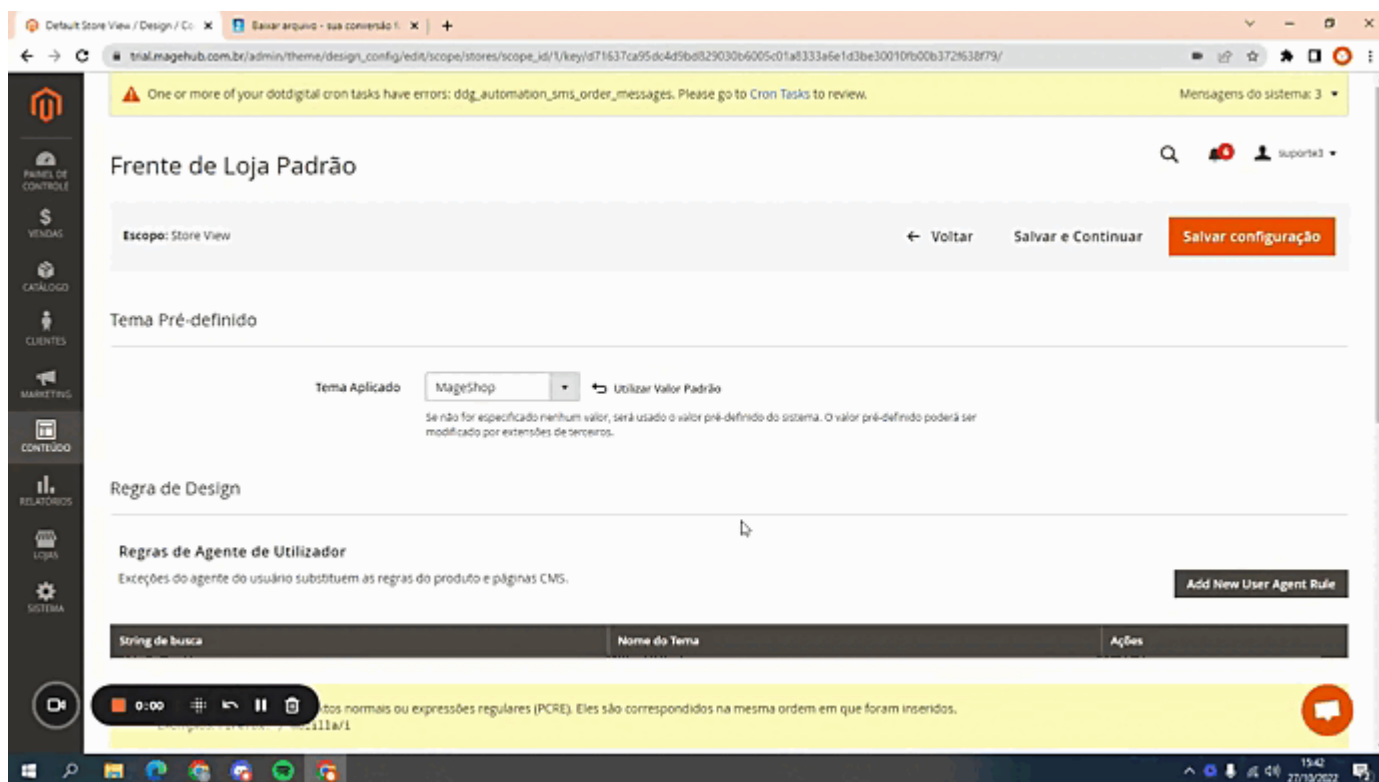 Default Store View / Design / Co
Baixar arquivo - sua conversão f
trial.magehub.com.br/admin/theme/design_config/edit/scope/stores/scope_id/1/key/
One or more of your dotdigital cron tasks have errors: ddg_automation_sms_order_messages. Please go to Cron Tasks to review.
Mensagens do sistema: 3
Frente de Loja Padrão
suporte3
Escopo: Store View
Voltar
Salvar e Continuar
Salvar configuração
PAINEL DE
CONTROLE
VENDAS
CATÁLOGO
CLIENTES
MARKETING
CONTEÚDO
RELATÓRIOS
LOJAS
SISTEMA
Tema Pré-definido
Tema Aplicado
MageShop
Utilizar Valor Padrão
Se não for especificado nenhum valor, será usado o valor pré-definido do sistema. O valor pré-definido poderá ser
modificado por extensões de terceiros.
Regra de Design
Regras de Agente de Utilizador
Exceções do agente do usuário substituem as regras do produto e páginas CMS.
Add New User Agent Rule
String de busca
Nome do Tema
Ações
0:00
tos normais ou expressões regulares (PCRE). Eles são correspondidos na mesma ordem em que foram inseridos.
15:42
27/10/2022